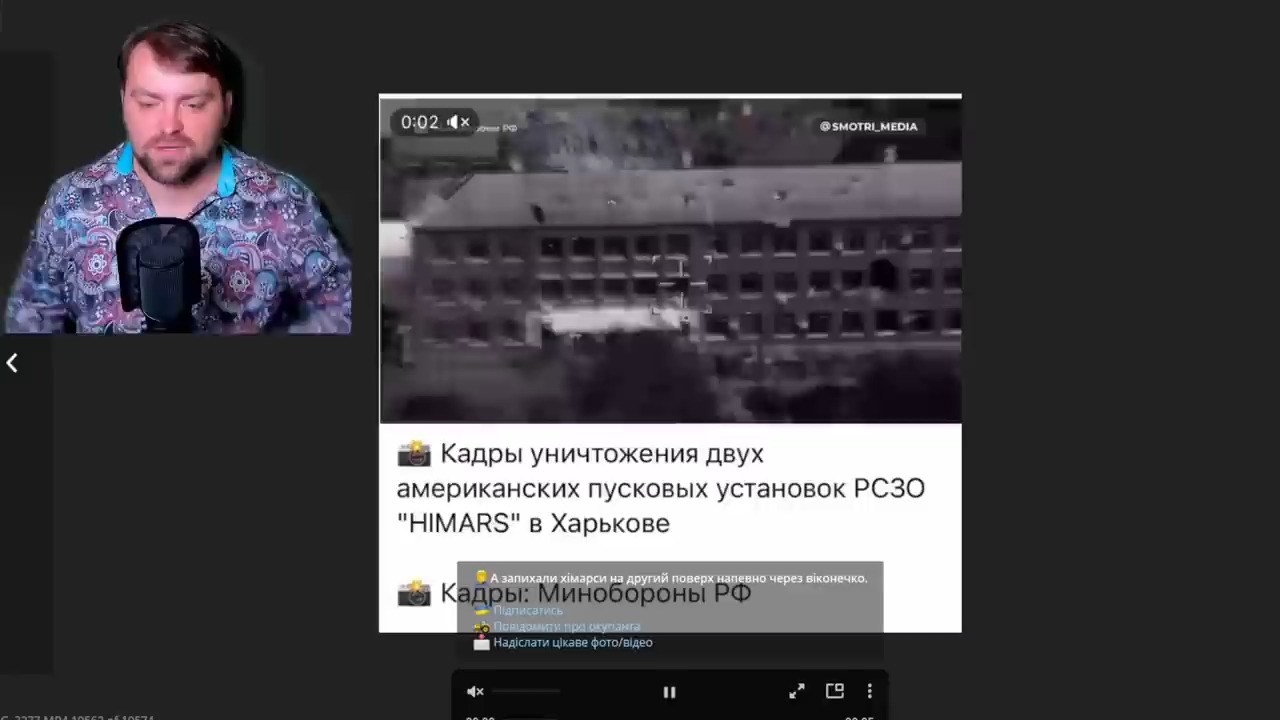 0:02
@SMOTRI_MEDIA
📸 Кадры уничтожения двух
американских пусковых установок РСЗО
"HIMARS" в Харькове
А запихали хімарси на другий поверх напевно через віконечко.
📸 Кадры: Минобороны РФ
Підписатись
Повідомити про окупанта
Надіслати цікаве фото/відео